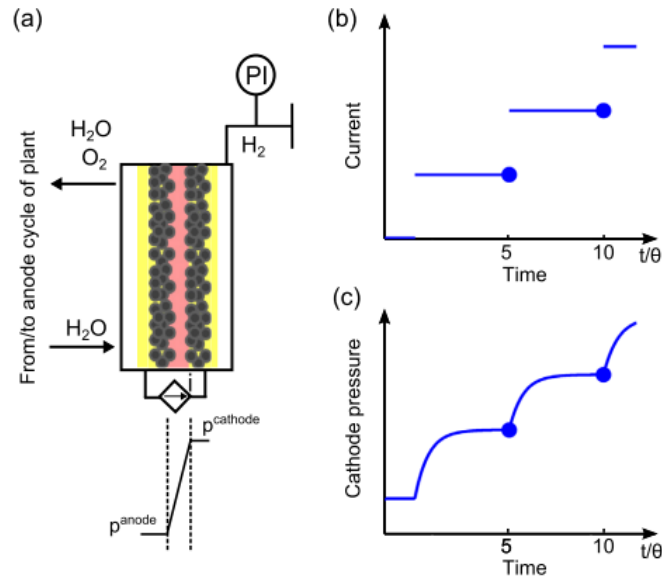 (a)
PI
H₂
H₂O
O₂
From/to anode cycle of plant
H₂O
p^cathode
p^anode
(b)
Current
5
10
t/θ
Time
(c)
Cathode pressure
5
10
t/θ
Time